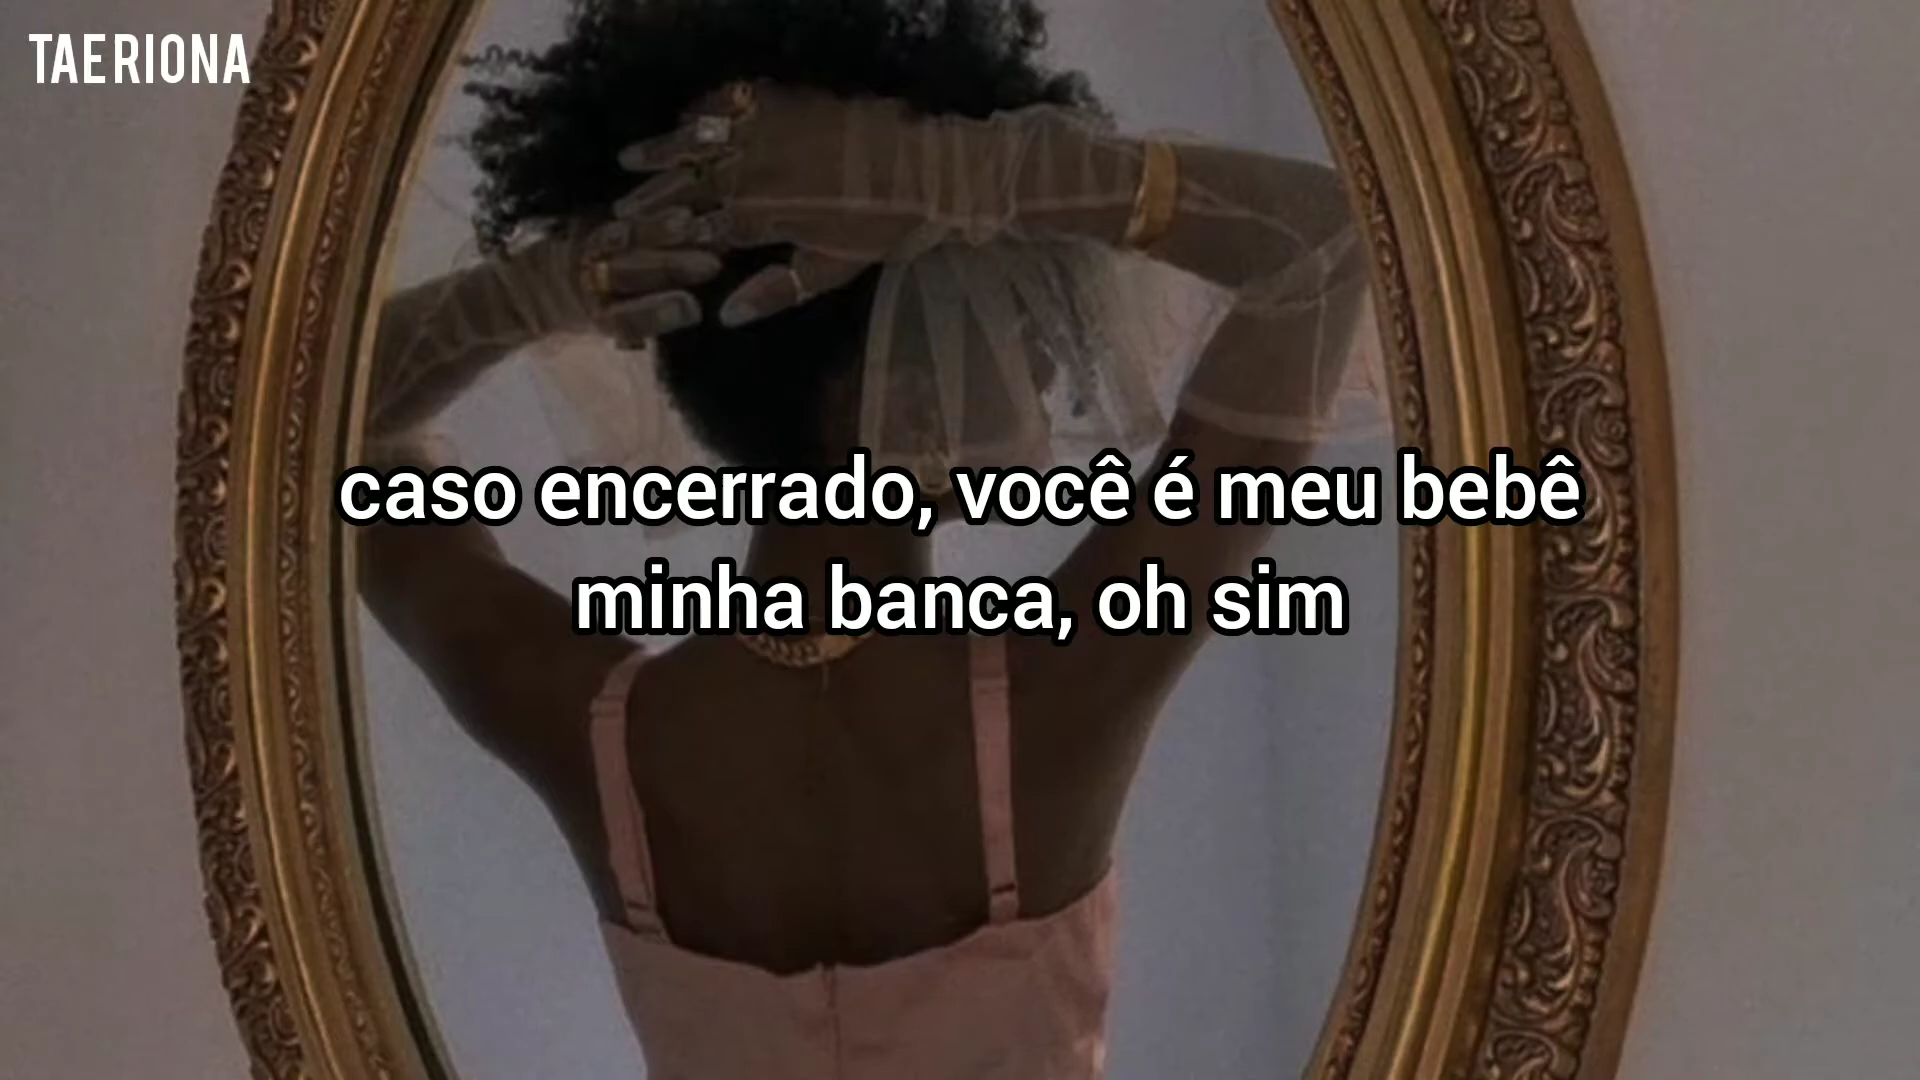 TAERIONA
caso encerrado, você é meu bebê
minha banca, oh sim